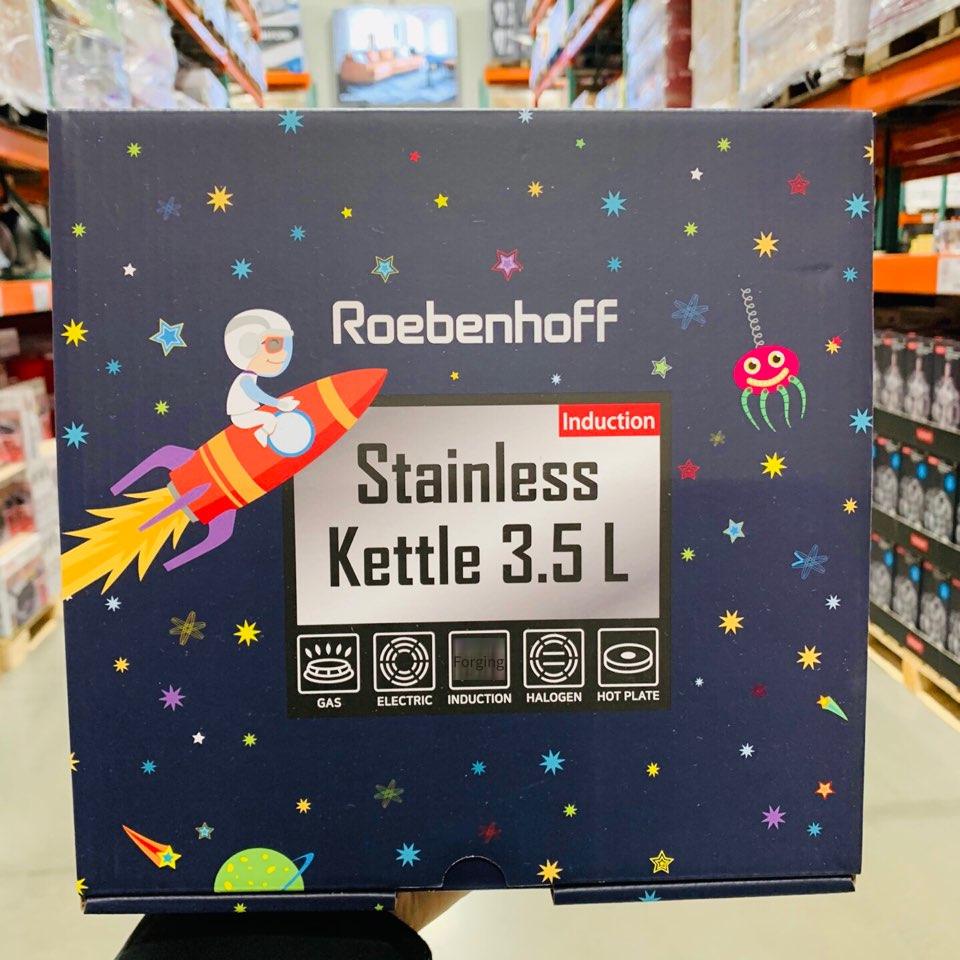 Roebenhoff
Induction
Stainless
Kettle 3.5 L
Forging
GAS ELECTRIC INDUCTION HALOGEN HOT PLATE